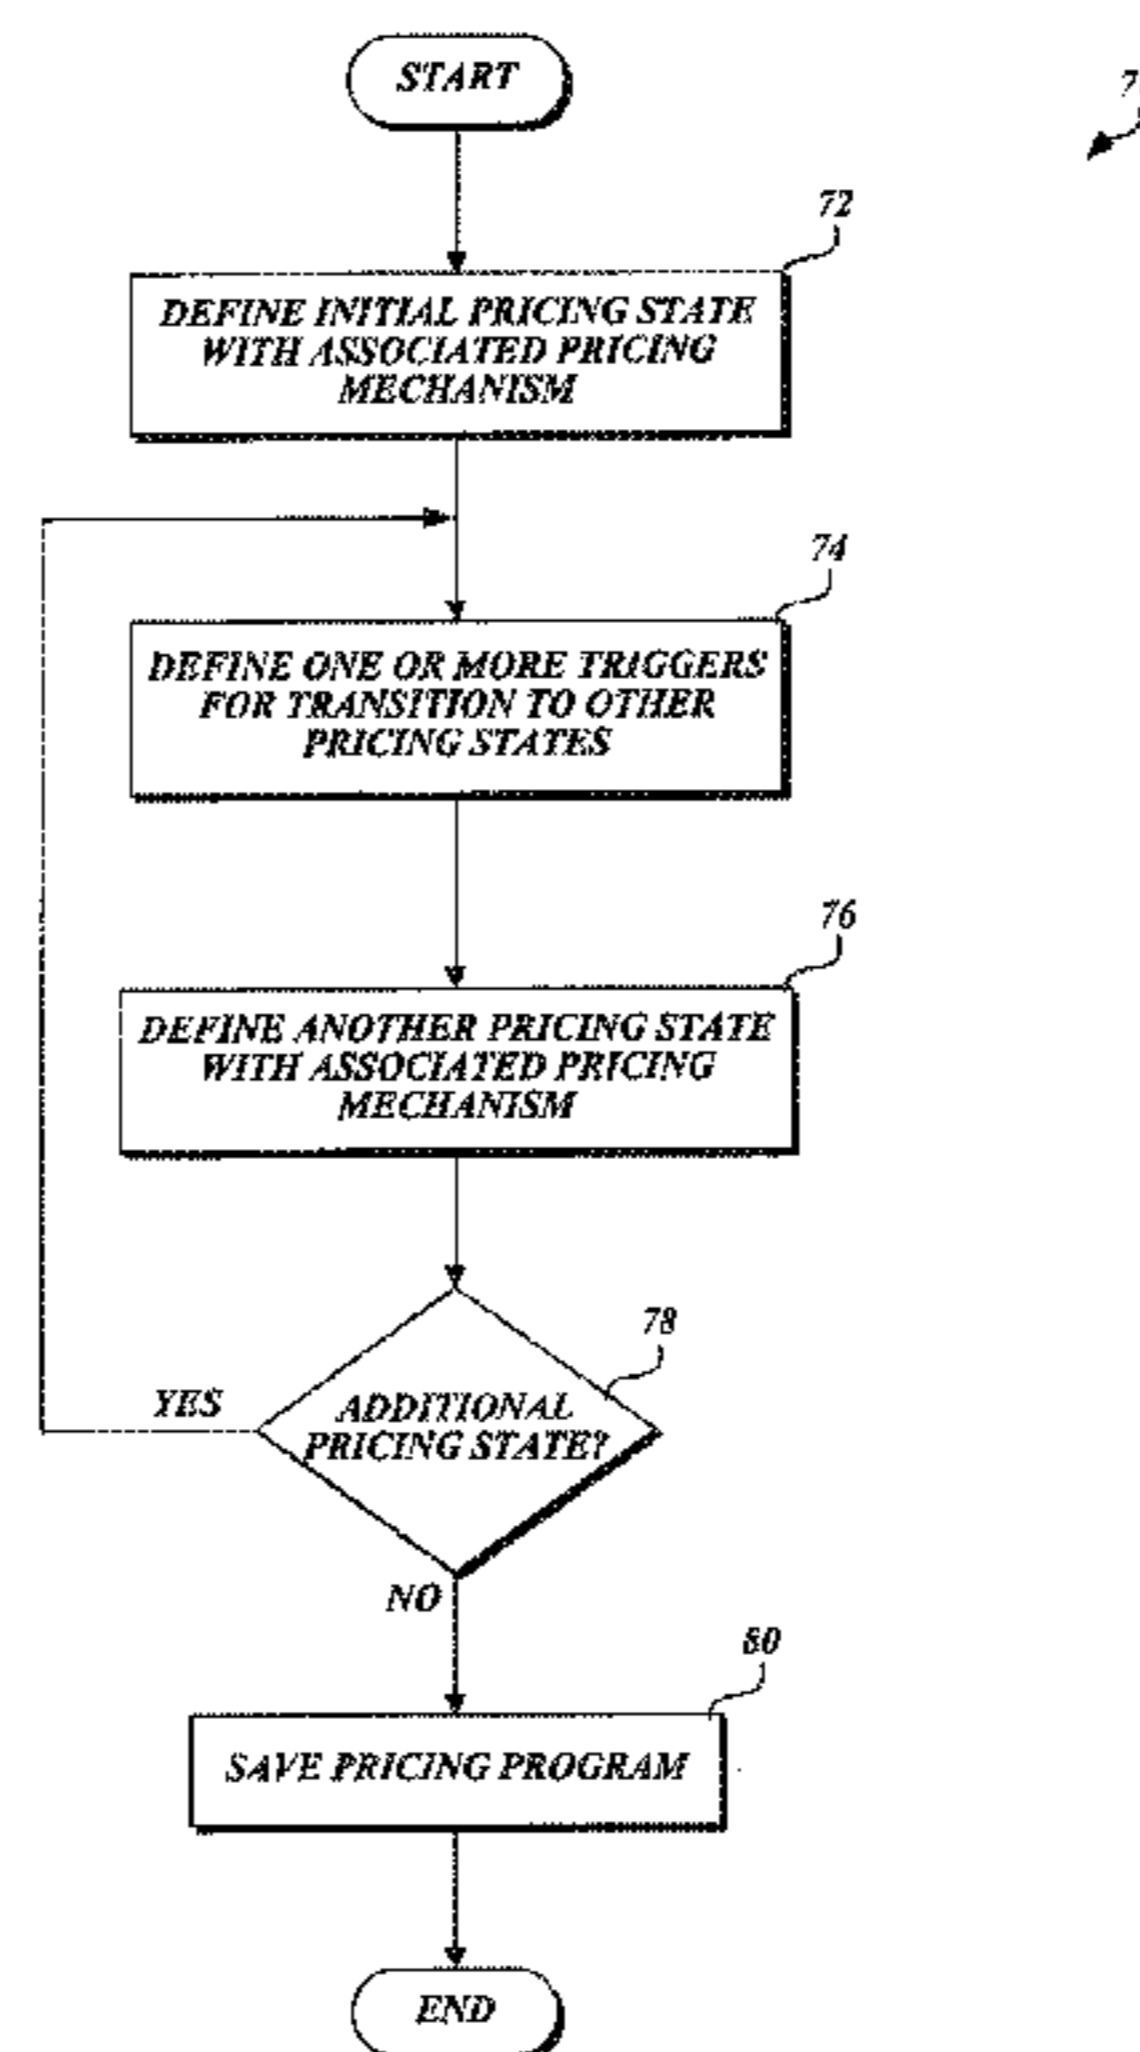 START
72
DEFINE INITIAL PRICING STATE
WITH ASSOCIATED PRICING
MECHANISM
74
DEFINE ONE OR MORE TRIGGERS
FOR TRANSITION TO OTHER
PRICING STATES
76
DEFINE ANOTHER PRICING STATE
WITH ASSOCIATED PRICING
MECHANISM
78
ADDITIONAL
PRICING STATE?
YES
NO
80
SAVE PRICING PROGRAM
END